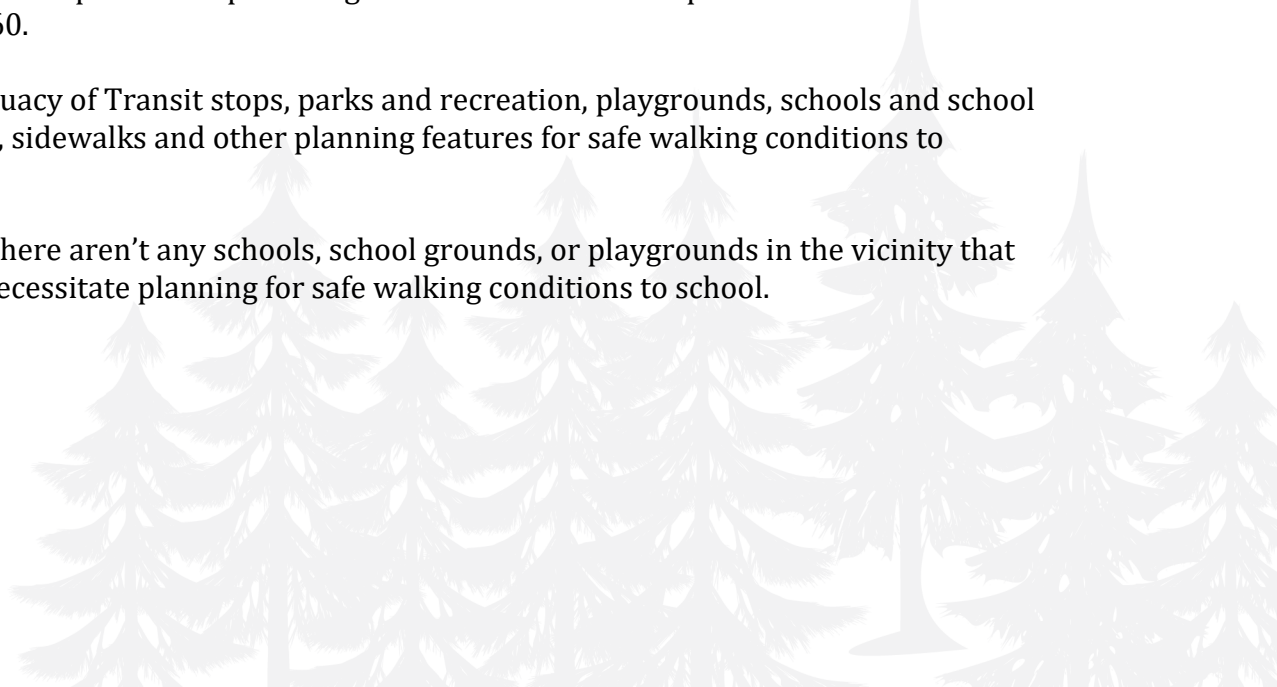 60.
uacy of Transit stops, parks and recreation, playgrounds, schools and school
, sidewalks and other planning features for safe walking conditions to
here aren’t any schools, school grounds, or playgrounds in the vicinity that
ecessitate planning for safe walking conditions to school.